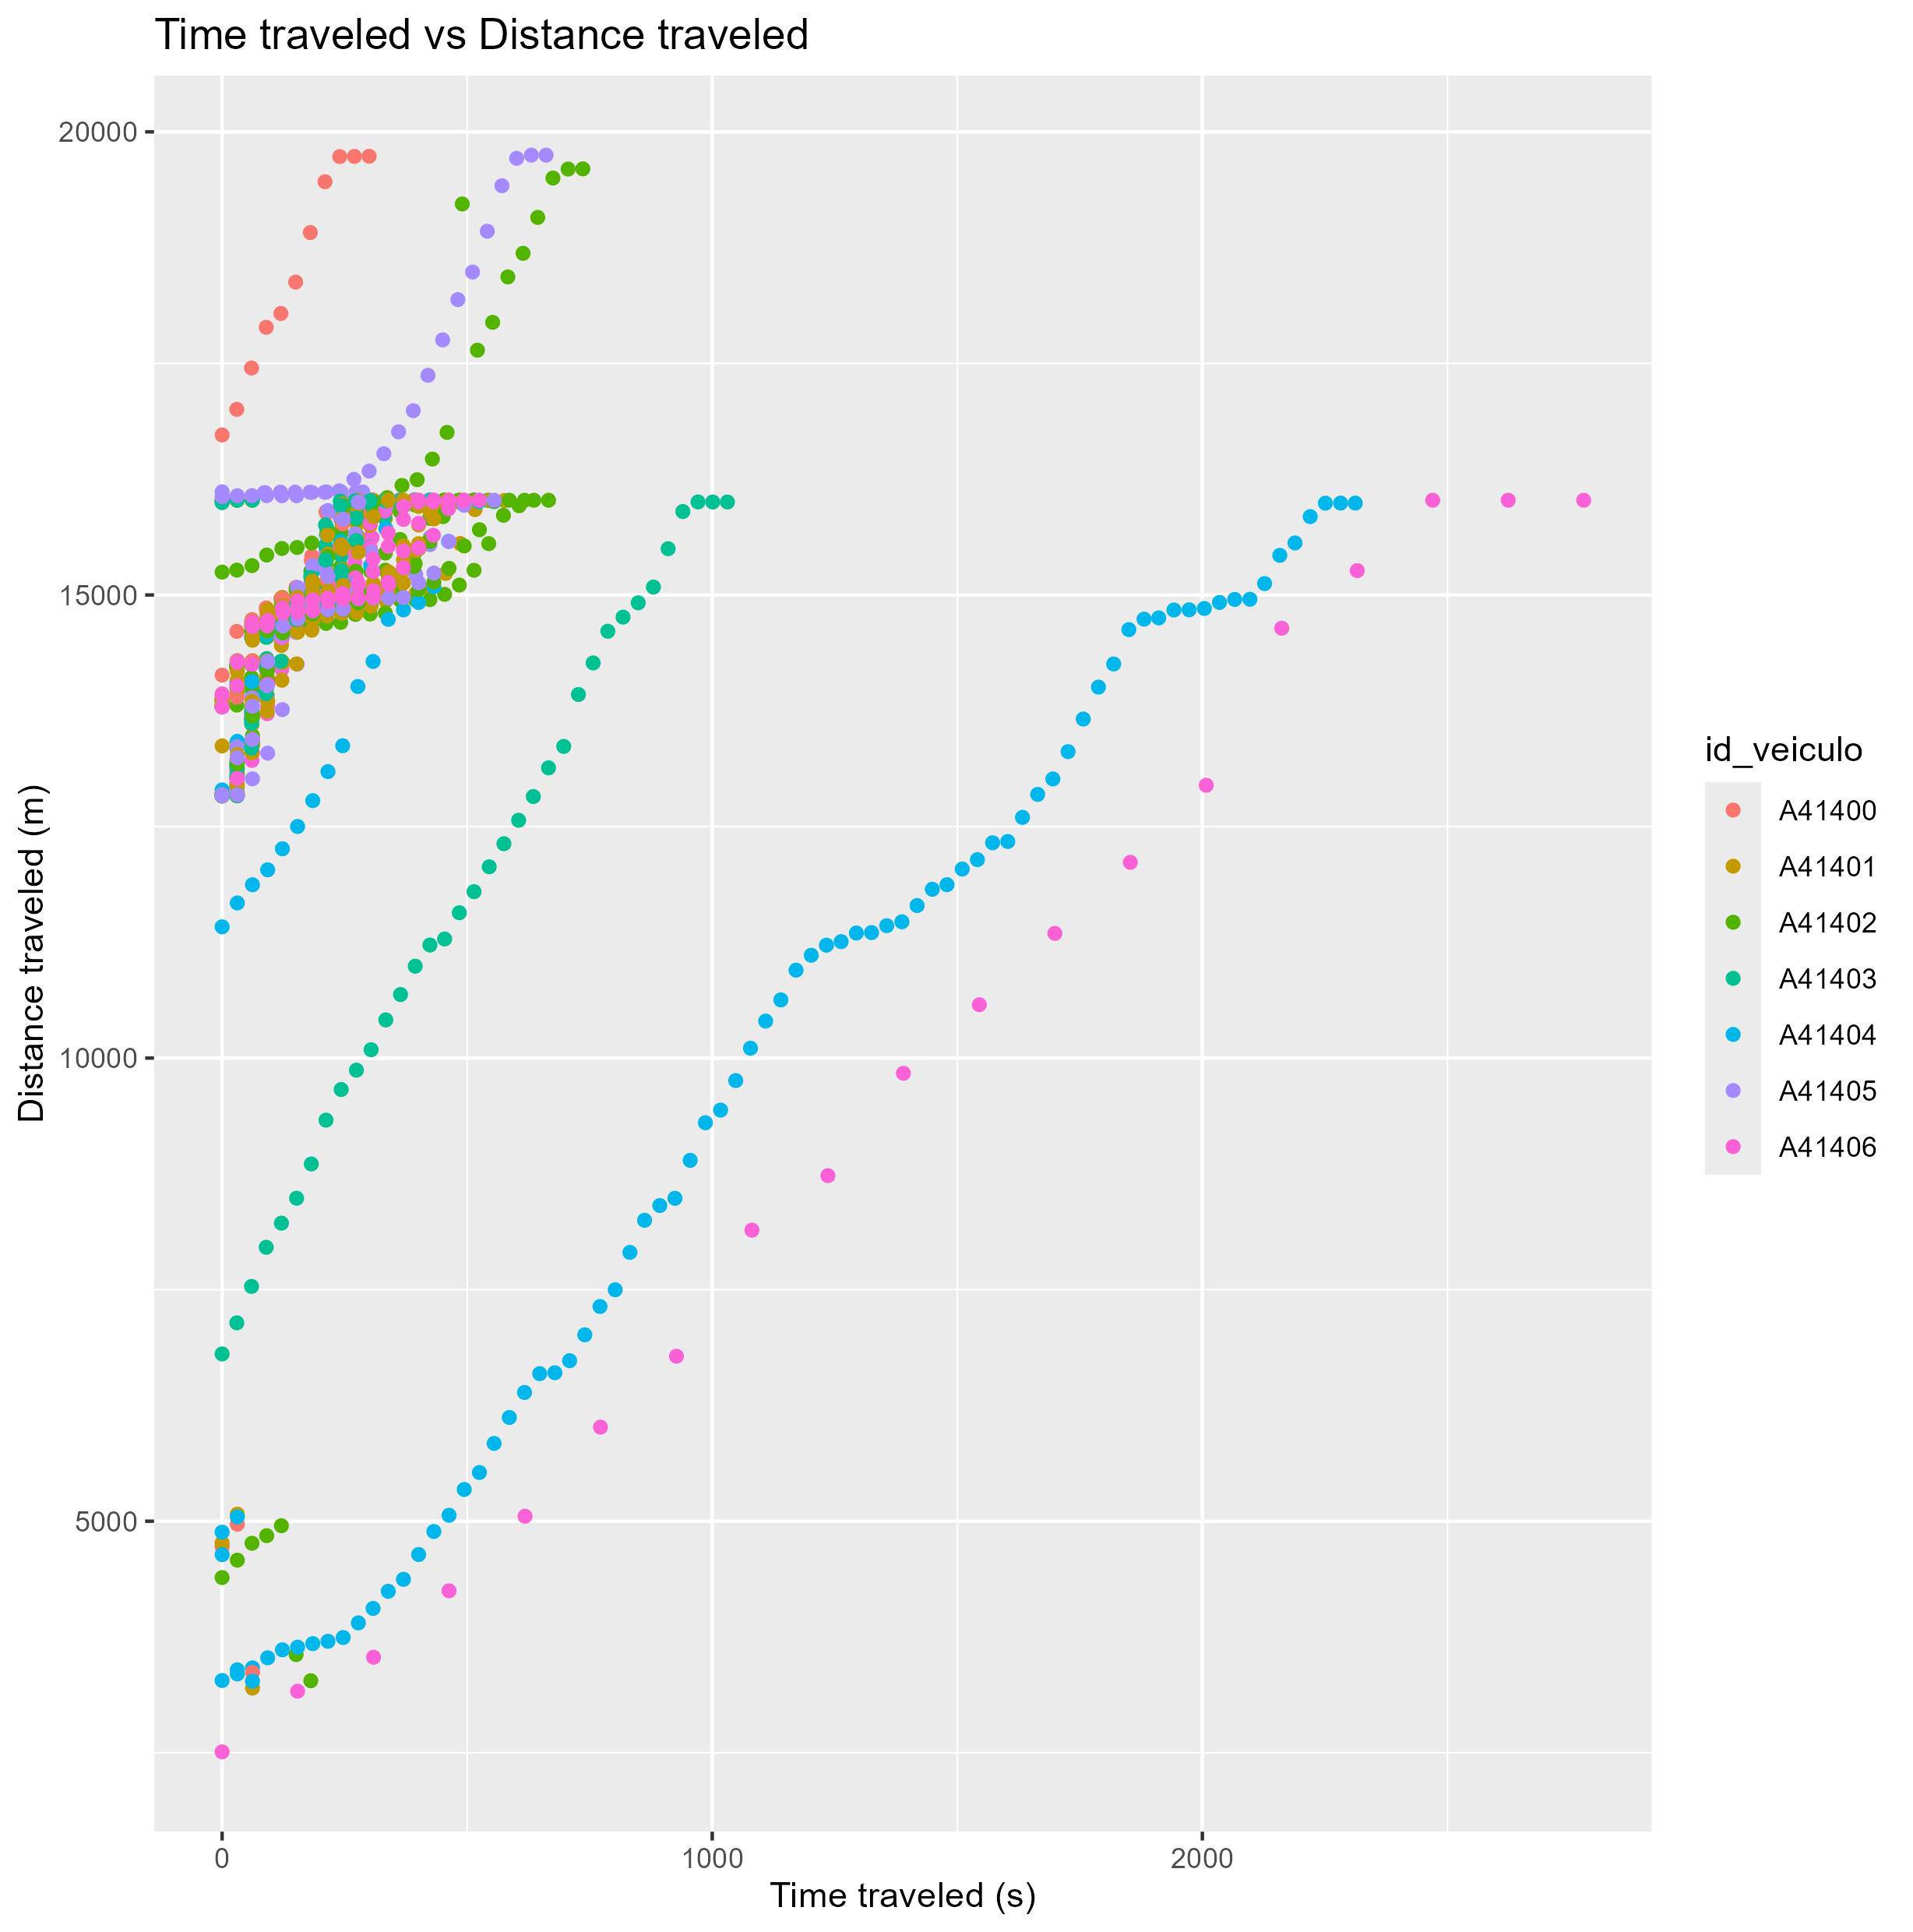 Time traveled vs Distance traveled
20000
15000
10000
5000
Distance traveled (m)
0
1000
2000
Time traveled (s)
id_veiculo
A41400
A41401
A41402
A41403
A41404
A41405
A41406